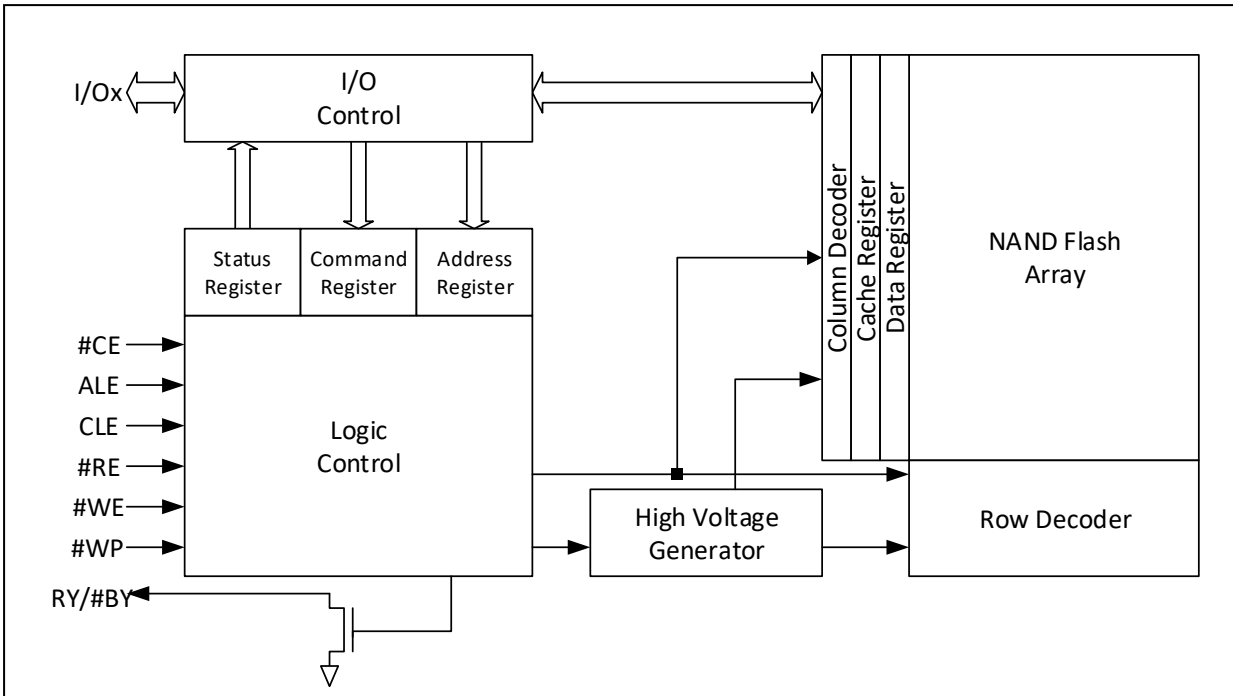 I/Ox
I/O
Control
Status
Register
Command
Register
Address
Register
#CE
ALE
CLE
#RE
#WE
#WP
RY/#BY
Logic
Control
High Voltage
Generator
Column Decoder
Cache Register
Data Register
NAND Flash
Array
Row Decoder